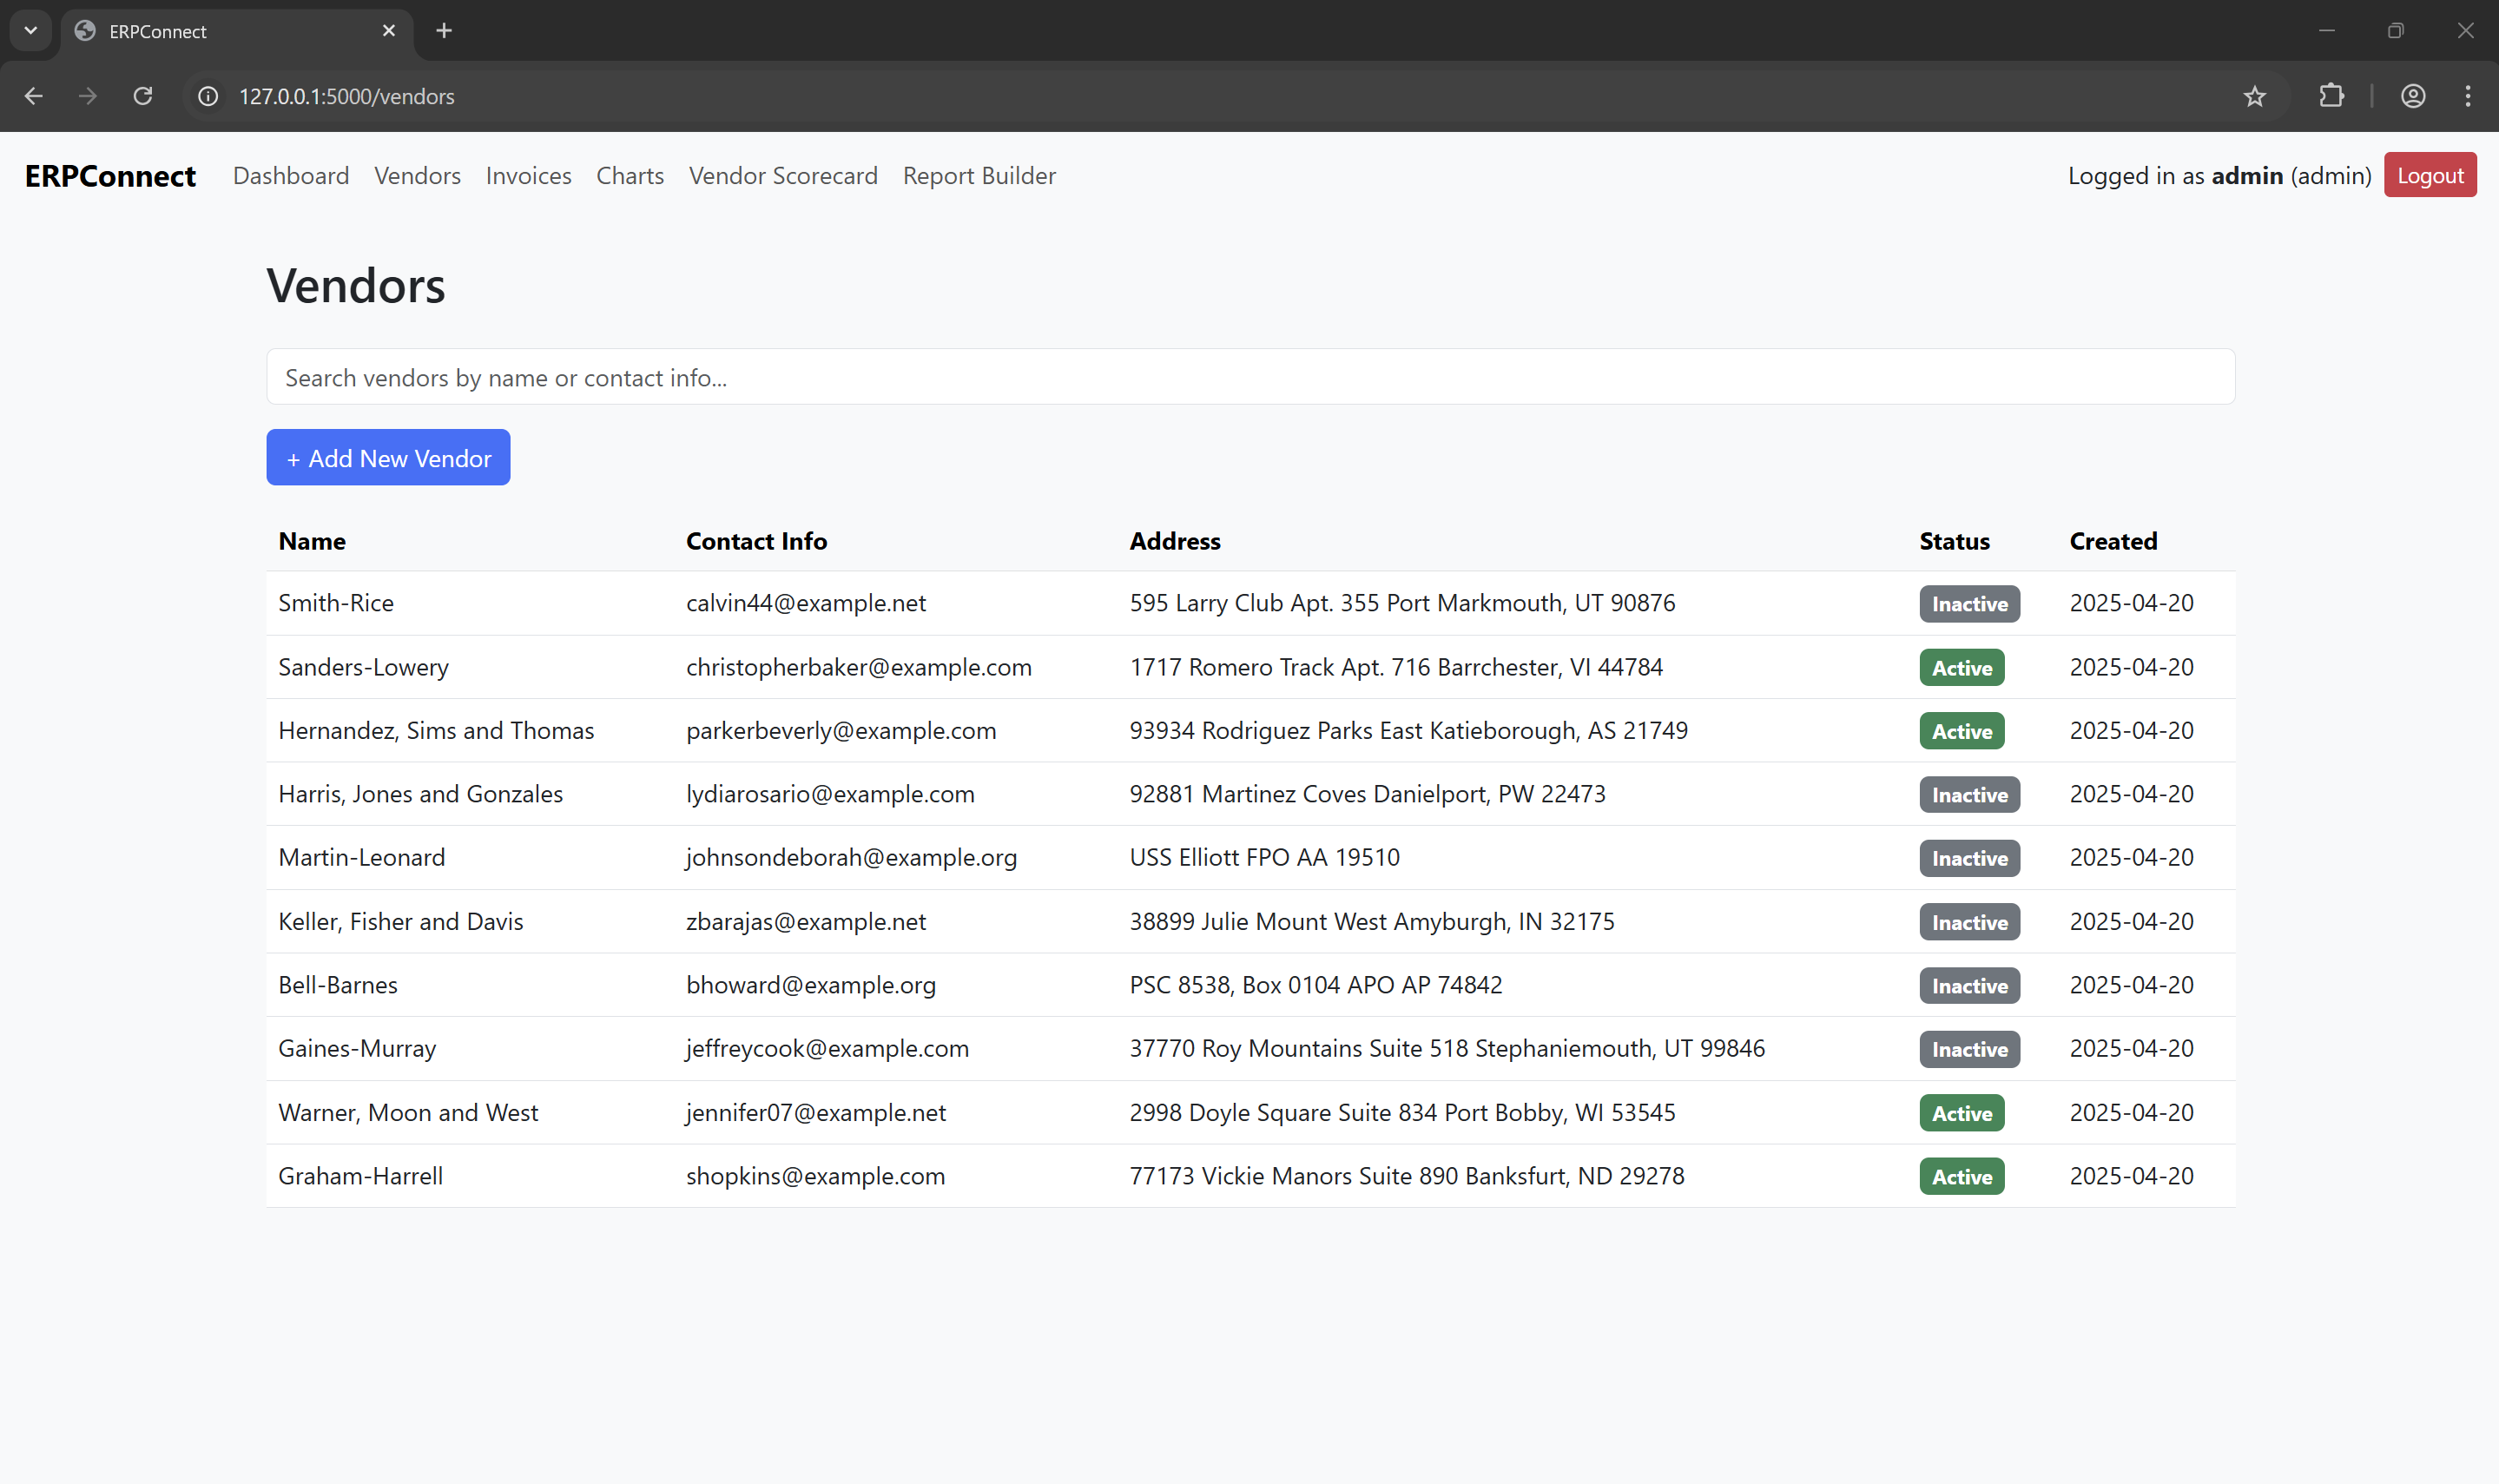 ERPConnect
127.0.0.1:5000/vendors
ERPConnect Dashboard Vendors Invoices Charts Vendor Scorecard Report Builder Logged in as admin (admin) Logout
Vendors
Search vendors by name or contact info...
+ Add New Vendor
Name Contact Info Address Status Created
Smith-Rice calvin44@example.net 595 Larry Club Apt. 355 Port Markmouth, UT 90876 Inactive 2025-04-20
Sanders-Lowery christopherbaker@example.com 1717 Romero Track Apt. 716 Barrchester, VI 44784 Active 2025-04-20
Hernandez, Sims and Thomas parkerbeverly@example.com 93934 Rodriguez Parks East Katieborough, AS 21749 Active 2025-04-20
Harris, Jones and Gonzales lydiarosario@example.com 92881 Martinez Coves Danielport, PW 22473 Inactive 2025-04-20
Martin-Leonard johnsondeborah@example.org USS Elliott FPO AA 19510 Inactive 2025-04-20
Keller, Fisher and Davis zbarajas@example.net 38899 Julie Mount West Amyburgh, IN 32175 Inactive 2025-04-20
Bell-Barnes bhoward@example.org PSC 8538, Box 0104 APO AP 74842 Inactive 2025-04-20
Gaines-Murray jeffreycook@example.com 37770 Roy Mountains Suite 518 Stephaniemouth, UT 99846 Inactive 2025-04-20
Warner, Moon and West jennifer07@example.net 2998 Doyle Square Suite 834 Port Bobby, WI 53545 Active 2025-04-20
Graham-Harrell shopkins@example.com 77173 Vickie Manors Suite 890 Banksfurt, ND 29278 Active 2025-04-20